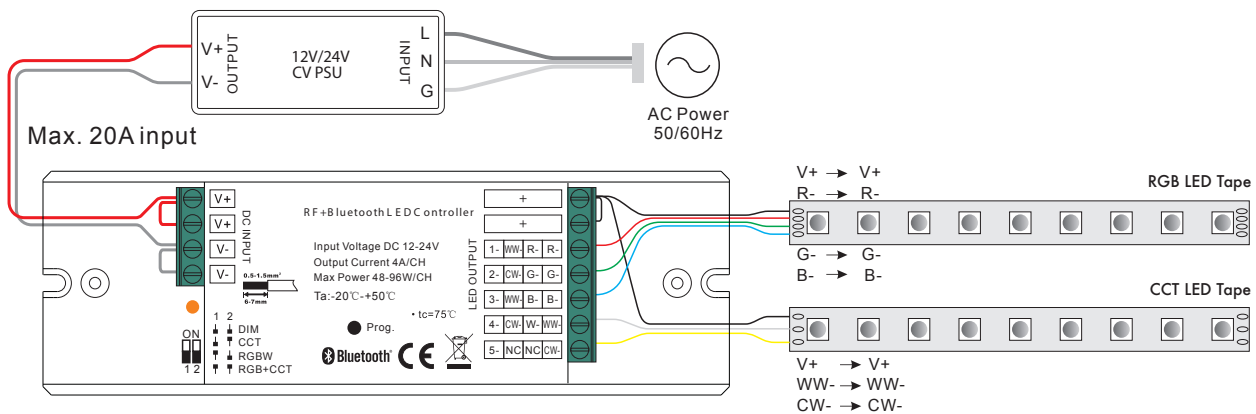 L
V+
12V/24V
CV PSU
OUTPUT
INPUT
N
V-
G
AC Power
50/60Hz
Max. 20A input
V+
V+
V-
V-
DC INPUT
RF+Bluetooth LED Controller
Input Voltage DC 12-24V
Output Current 4A/CH
Max Power 48-96W/CH
Ta:-20℃-+50℃
• tc=75℃
0.5-1.5mm²
6-7mm
Prog.
Bluetooth®
CE
1 2
DIM
CCT
RGBW
RGB+CCT
ON
1 2
LED OUTPUT
+
+
1- WW- R- R-
2- CW- G- G-
3- WW- B- B-
4- CW- W- WW-
5- NC NC CW-
V+ → V+
R- → R-
RGB LED Tape
G- → G-
B- → B-
CCT LED Tape
V+ → V+
WW- → WW-
CW- → CW-